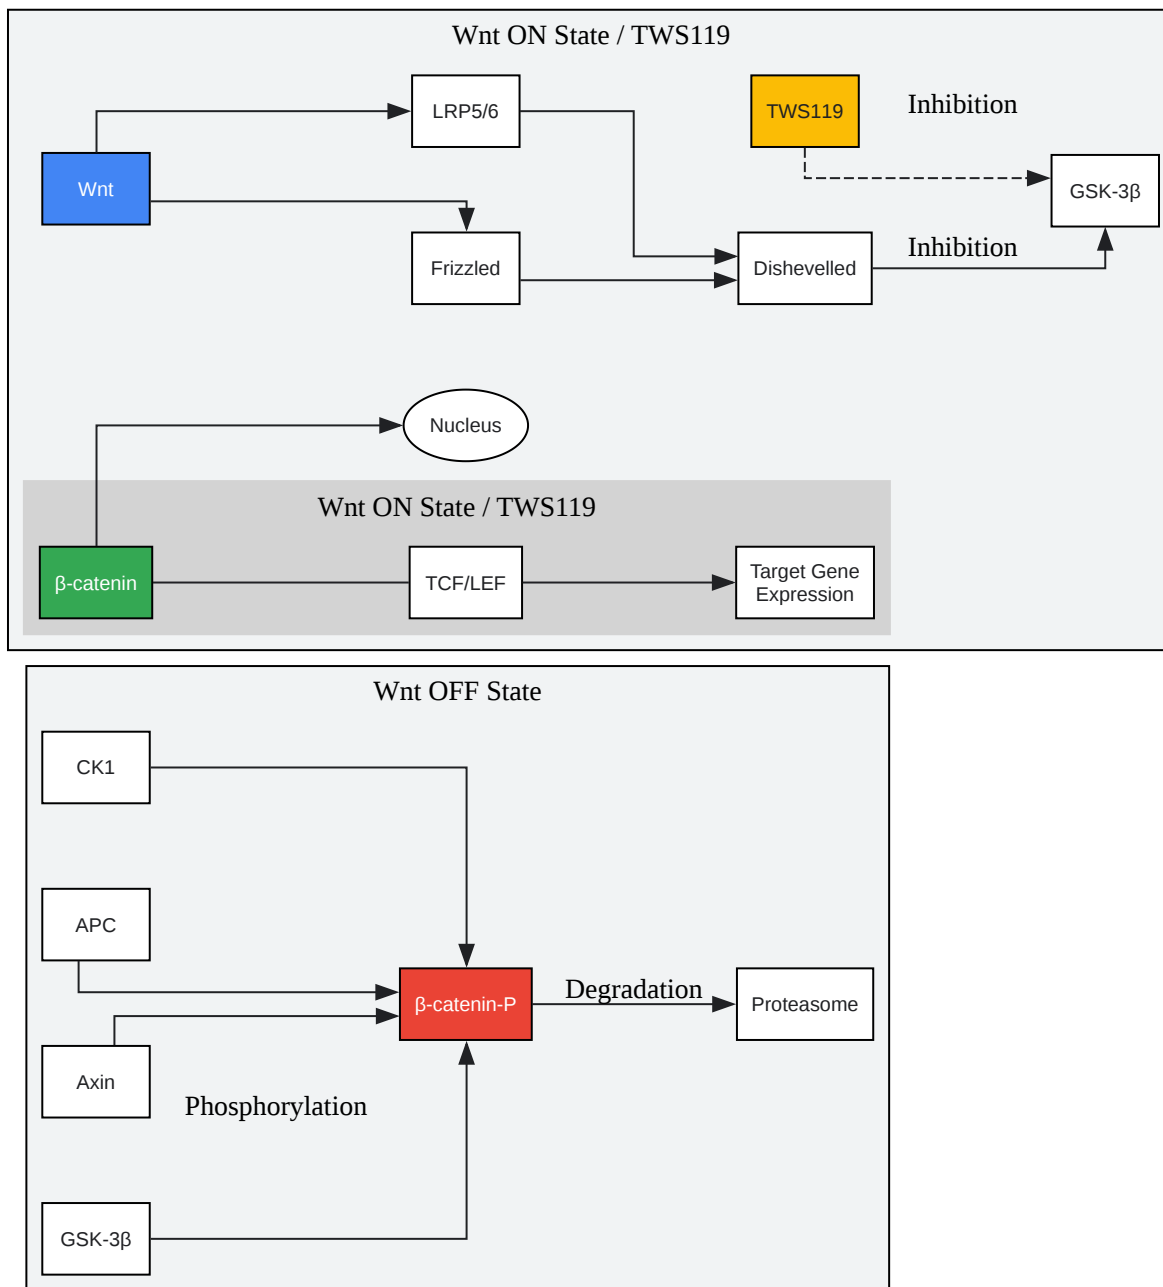 Wnt ON State / TWS119
LRP5/6
TWS119
Inhibition
Wnt
GSK-3β
Frizzled
Dishevelled
Inhibition
Nucleus
Wnt ON State / TWS119
β-catenin
TCF/LEF
Target Gene
Expression
Wnt OFF State
CK1
APC
β-catenin-P
Degradation
Proteasome
Axin
Phosphorylation
GSK-3β